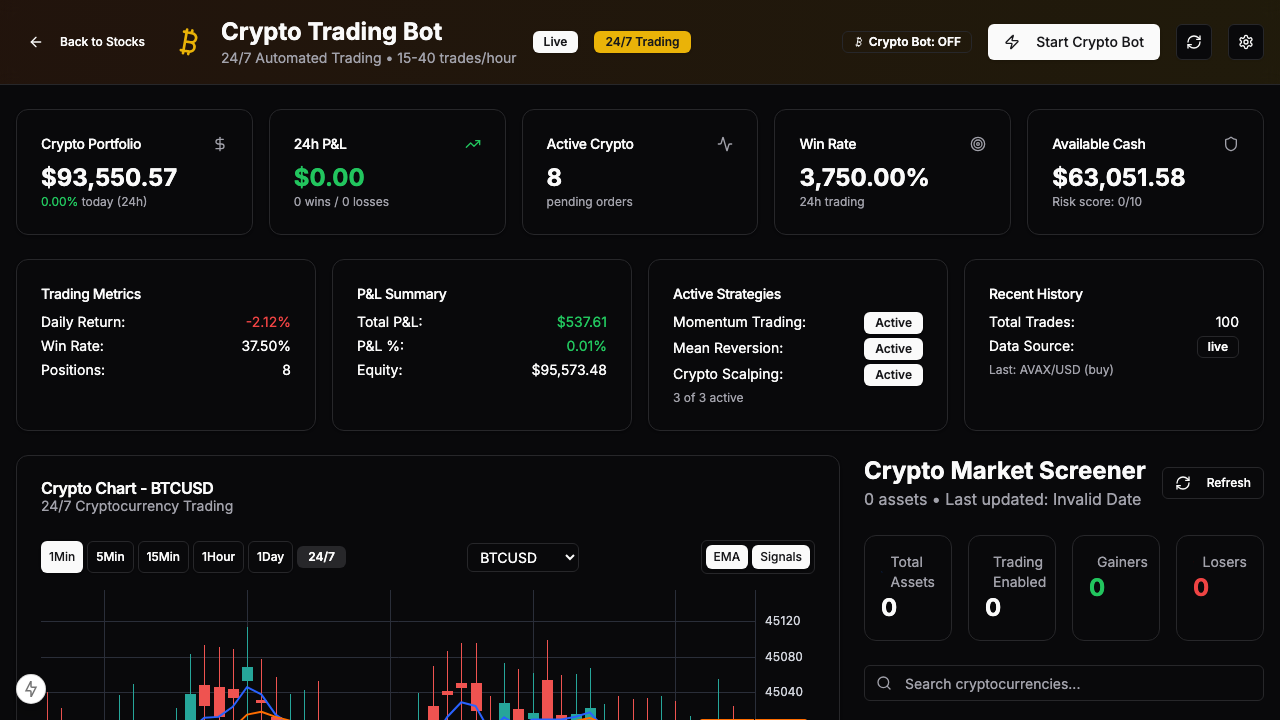 Back to Stocks
Crypto Trading Bot
24/7 Automated Trading • 15-40 trades/hour
Live
24/7 Trading
Crypto Bot: OFF
Start Crypto Bot
Crypto Portfolio
$93,550.57
0.00% today (24h)
24h P&L
$0.00
0 wins / 0 losses
Active Crypto
8
pending orders
Win Rate
3,750.00%
24h trading
Available Cash
$63,051.58
Risk score: 0/10
Trading Metrics
Daily Return: -2.12%
Win Rate: 37.50%
Positions: 8
P&L Summary
Total P&L: $537.61
P&L %: 0.01%
Equity: $95,573.48
Active Strategies
Momentum Trading: Active
Mean Reversion: Active
Crypto Scalping: Active
3 of 3 active
Recent History
Total Trades: 100
Data Source: live
Last: AVAX/USD (buy)
Crypto Chart - BTCUSD
24/7 Cryptocurrency Trading
1Min 5Min 15Min 1Hour 1Day 24/7
BTCUSD
EMA Signals
45120
45080
45040
Crypto Market Screener
0 assets • Last updated: Invalid Date
Refresh
Total
Assets
0
Trading
Enabled
0
Gainers
0
Losers
0
Search cryptocurrencies...